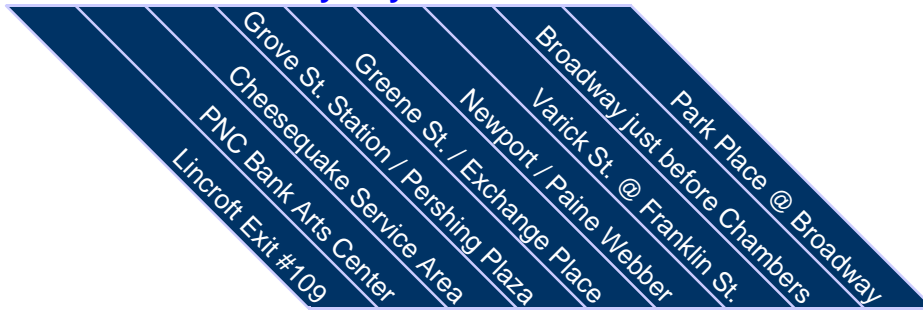 Lincroft Exit #109
PNC Bank Arts Center
Cheesequake Service Area
Grove St. Station / Pershing Plaza
Greene St. / Exchange Place
Newport / Paine Webber
Varick St. @ Franklin St.
Broadway just before Chambers
Park Place @ Broadway